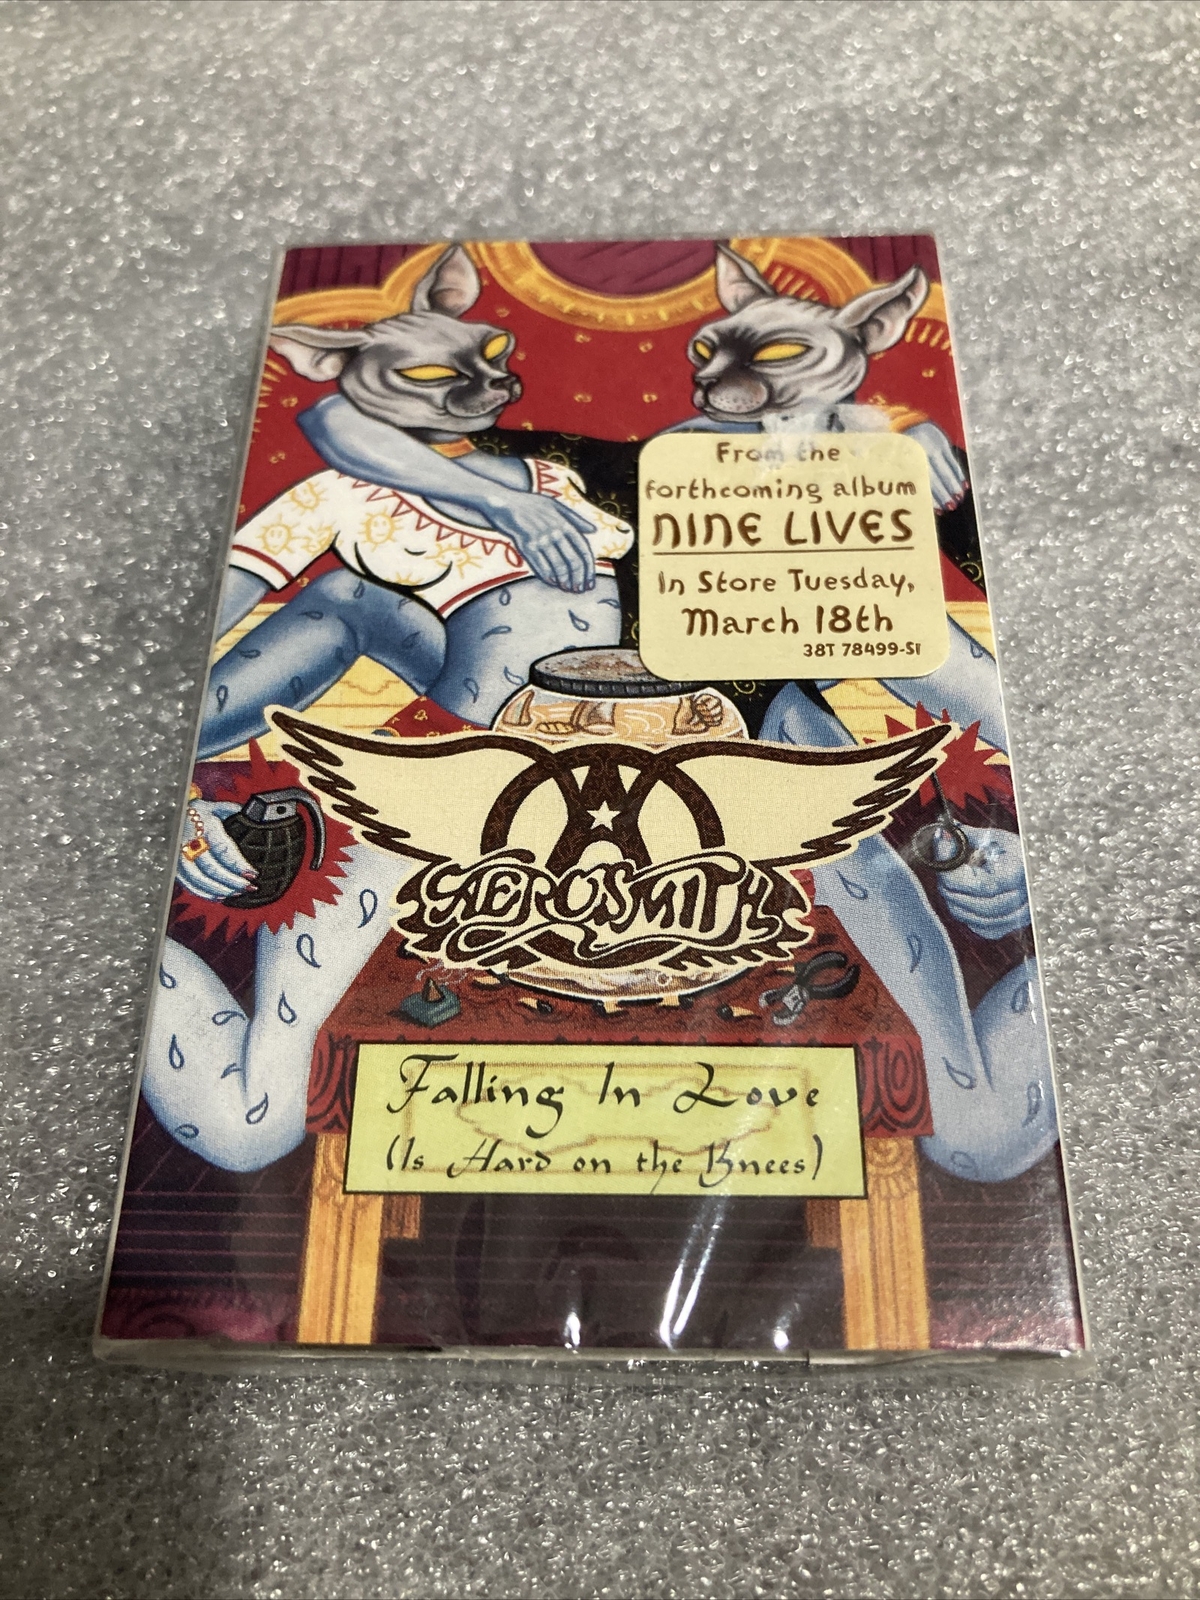 From the
forthcoming album
NINE LIVES
In Store Tuesday,
March 18th
38T 78499-S1
AEROSMITH
Falling In Love
(Is Hard on the Knees)